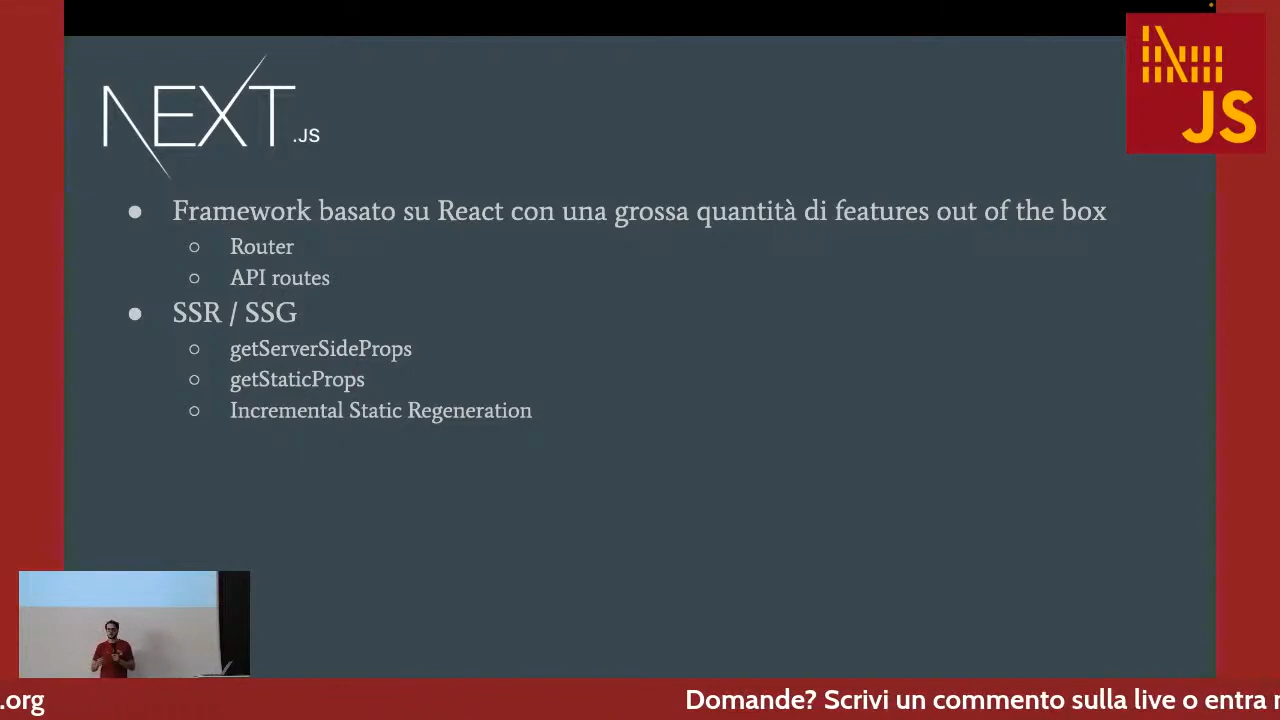 NEXT.JS
JS
Framework basato su React con una grossa quantità di features out of the box
Router
API routes
SSR / SSG
getServerSideProps
getStaticProps
Incremental Static Regeneration
.org
Domande? Scrivi un commento sulla live o entra